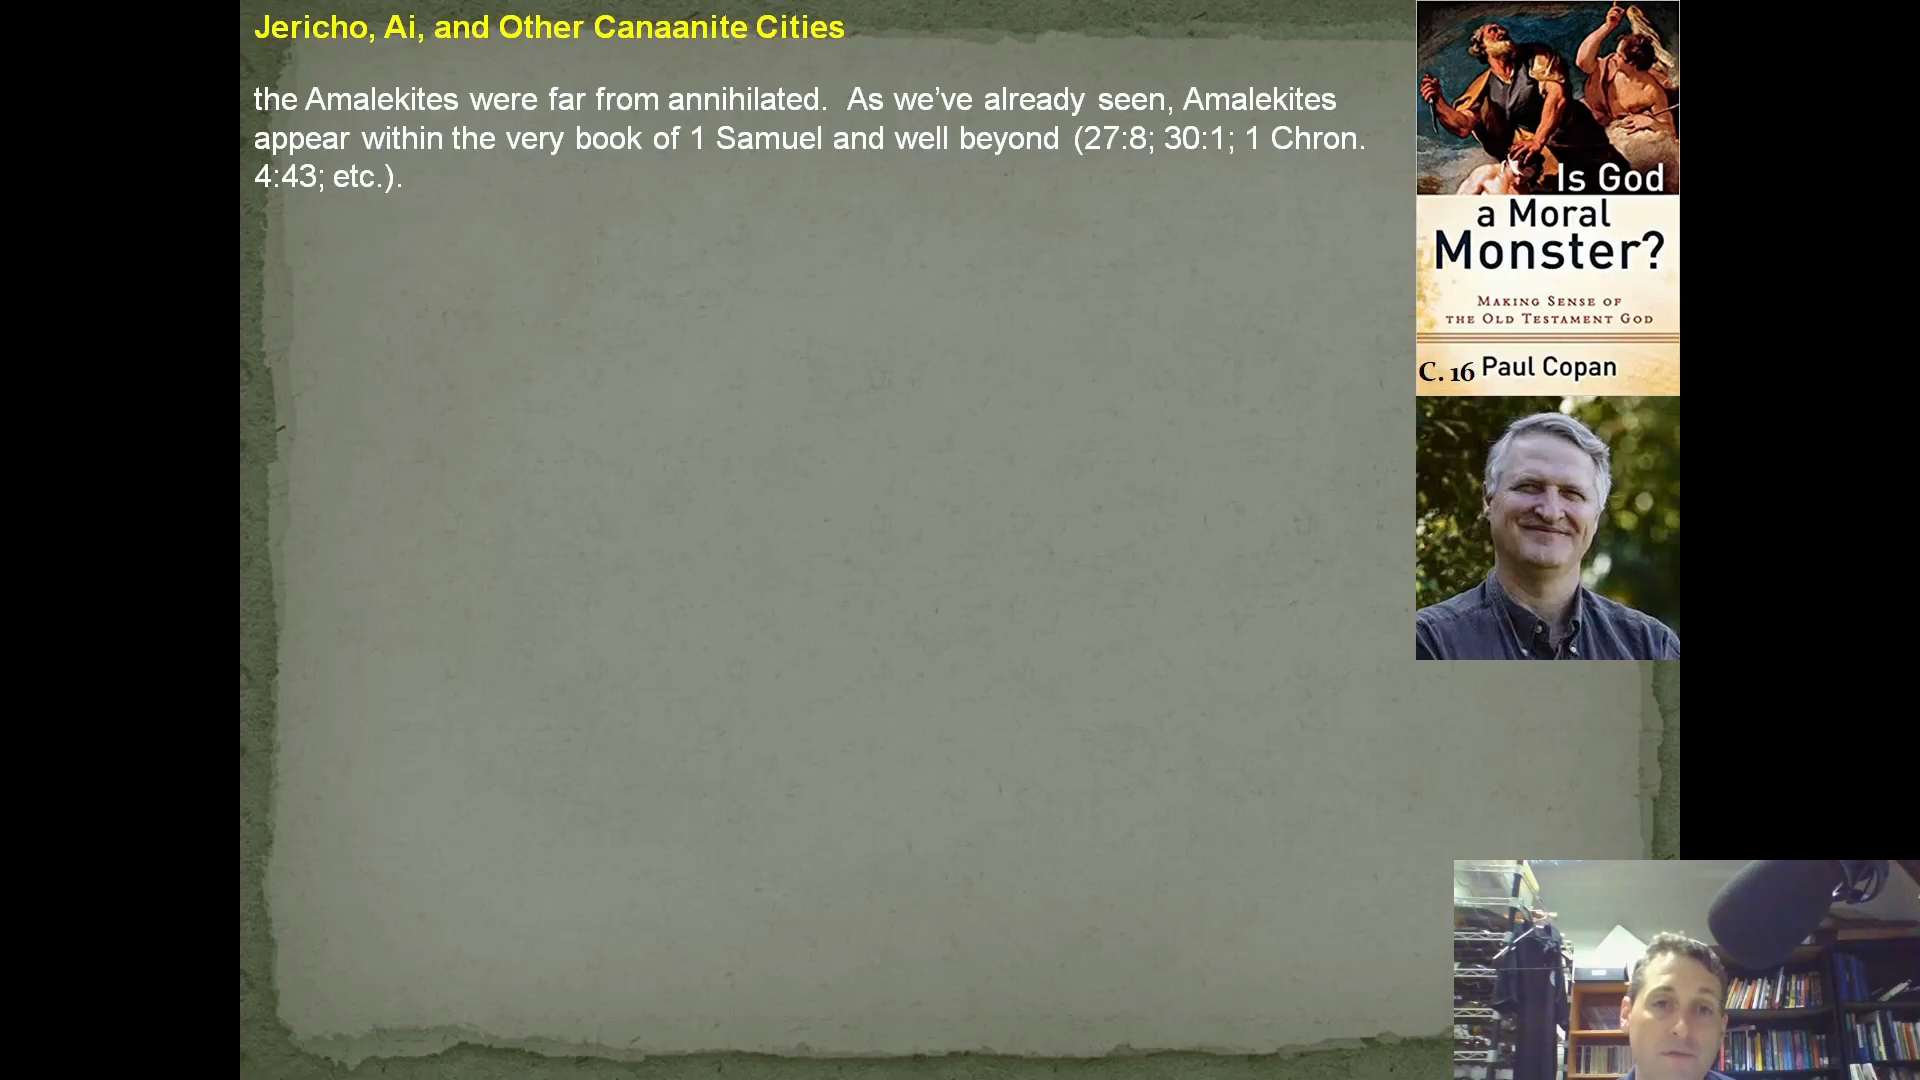 Jericho, Ai, and Other Canaanite Cities
the Amalekites were far from annihilated.  As we’ve already seen, Amalekites
appear within the very book of 1 Samuel and well beyond (27:8; 30:1; 1 Chron.
4:43; etc.).
Is God
a Moral
Monster?
MAKING SENSE OF
THE OLD TESTAMENT GOD
C. 16 Paul Copan